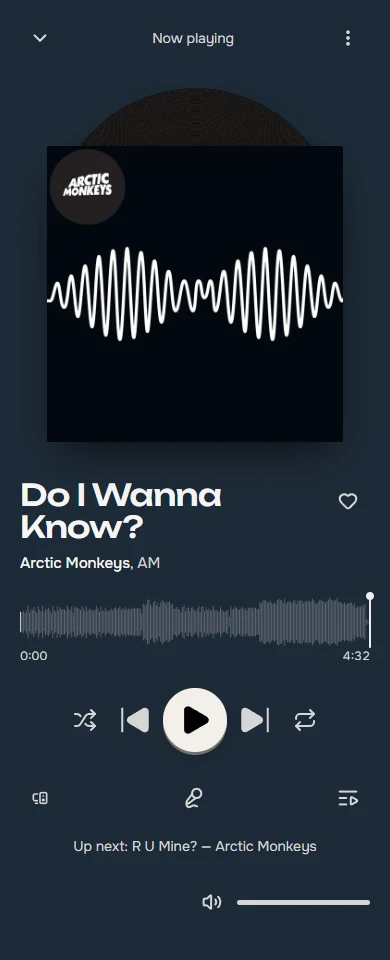 Now playing
ARCTIC
MONKEYS
Do I Wanna
Know?
Arctic Monkeys, AM
0:00
4:32
Up next: R U Mine? — Arctic Monkeys